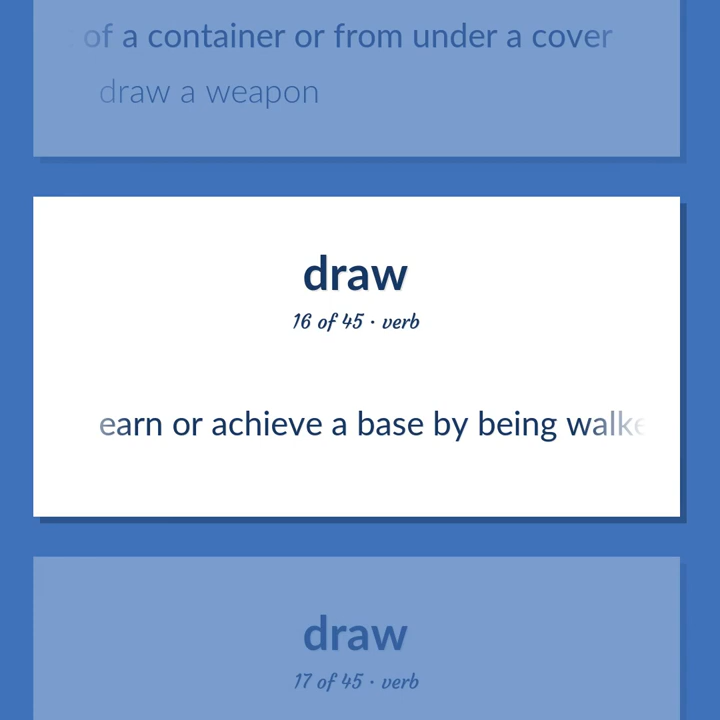 of a container or from under a cover
draw a weapon
draw
16 of 45 · verb
earn or achieve a base by being walke
draw
17 of 45 · verb